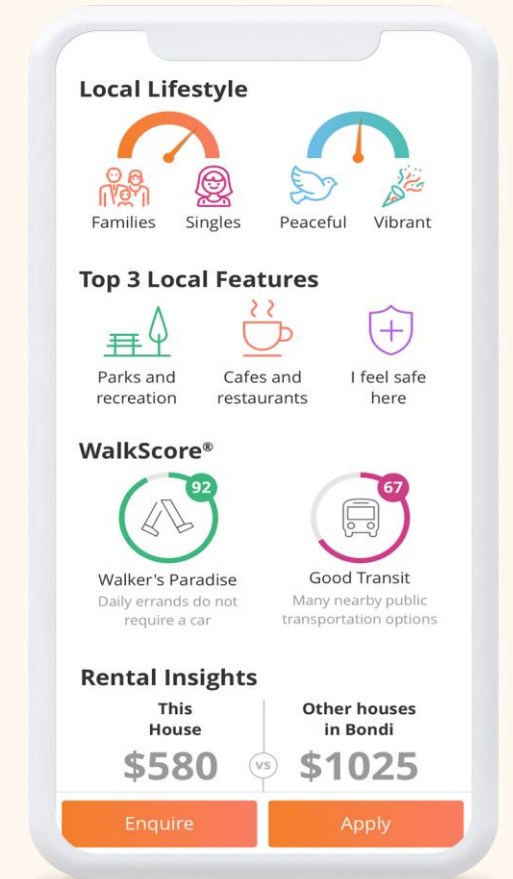 Local Lifestyle
Families Singles Peaceful Vibrant
Top 3 Local Features
Parks and recreation
Cafes and restaurants
I feel safe here
WalkScore®
92
Walker's Paradise
Daily errands do not
require a car
67
Good Transit
Many nearby public
transportation options
Rental Insights
This
House
$580
vs
Other houses
in Bondi
$1025
Enquire
Apply